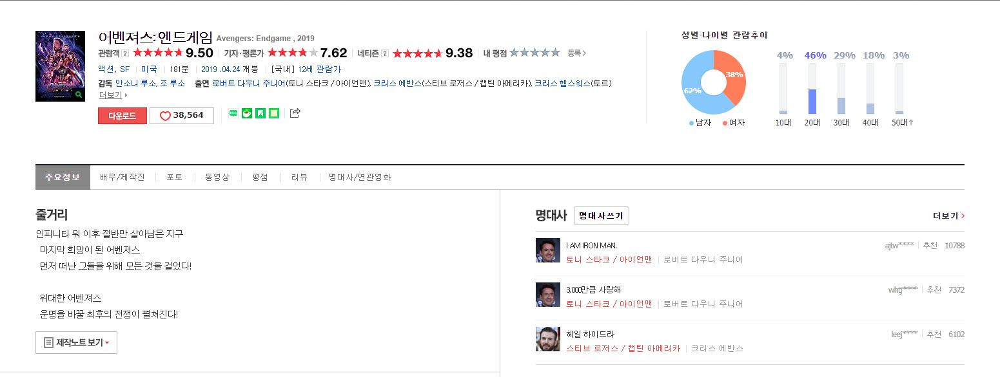 어벤져스: 엔드게임 Avengers: Endgame , 2019
관람객 ? 9.50 기자·평론가 7.62 네티즌 ? 9.38 내 평점 등록
액션, SF 미국 181분 2019 .04.24 개봉 [국내] 12세 관람가
감독 안소니 루소, 조 루소 출연 로버트 다우니 주니어(토니 스타크 / 아이언맨), 크리스 에반스(스티브 로저스 / 캡틴 아메리카), 크리스 헴스워스(토르)
더보기
다운로드 38,564 blog
성별·나이별 관람추이
38%
62%
남자 여자
4% 46% 29% 18% 3%
10대 20대 30대 40대 50대↑
주요정보 배우/제작진 포토 동영상 평점 리뷰 명대사/연관영화
줄거리
인피니티 워 이후 절반만 살아남은 지구
마지막 희망이 된 어벤져스
먼저 떠난 그들을 위해 모든 것을 걸었다!
위대한 어벤져스
운명을 바꿀 최후의 전쟁이 펼쳐진다!
제작노트 보기
명대사 명대사쓰기 더보기
I AM IRON MAN. ajtw**** 추천 10788
토니 스타크 / 아이언맨 로버트 다우니 주니어
3,000만큼 사랑해 whtj**** 추천 7372
토니 스타크 / 아이언맨 로버트 다우니 주니어
헤일 하이드라 leej**** 추천 6102
스티브 로저스 / 캡틴 아메리카 크리스 에반스